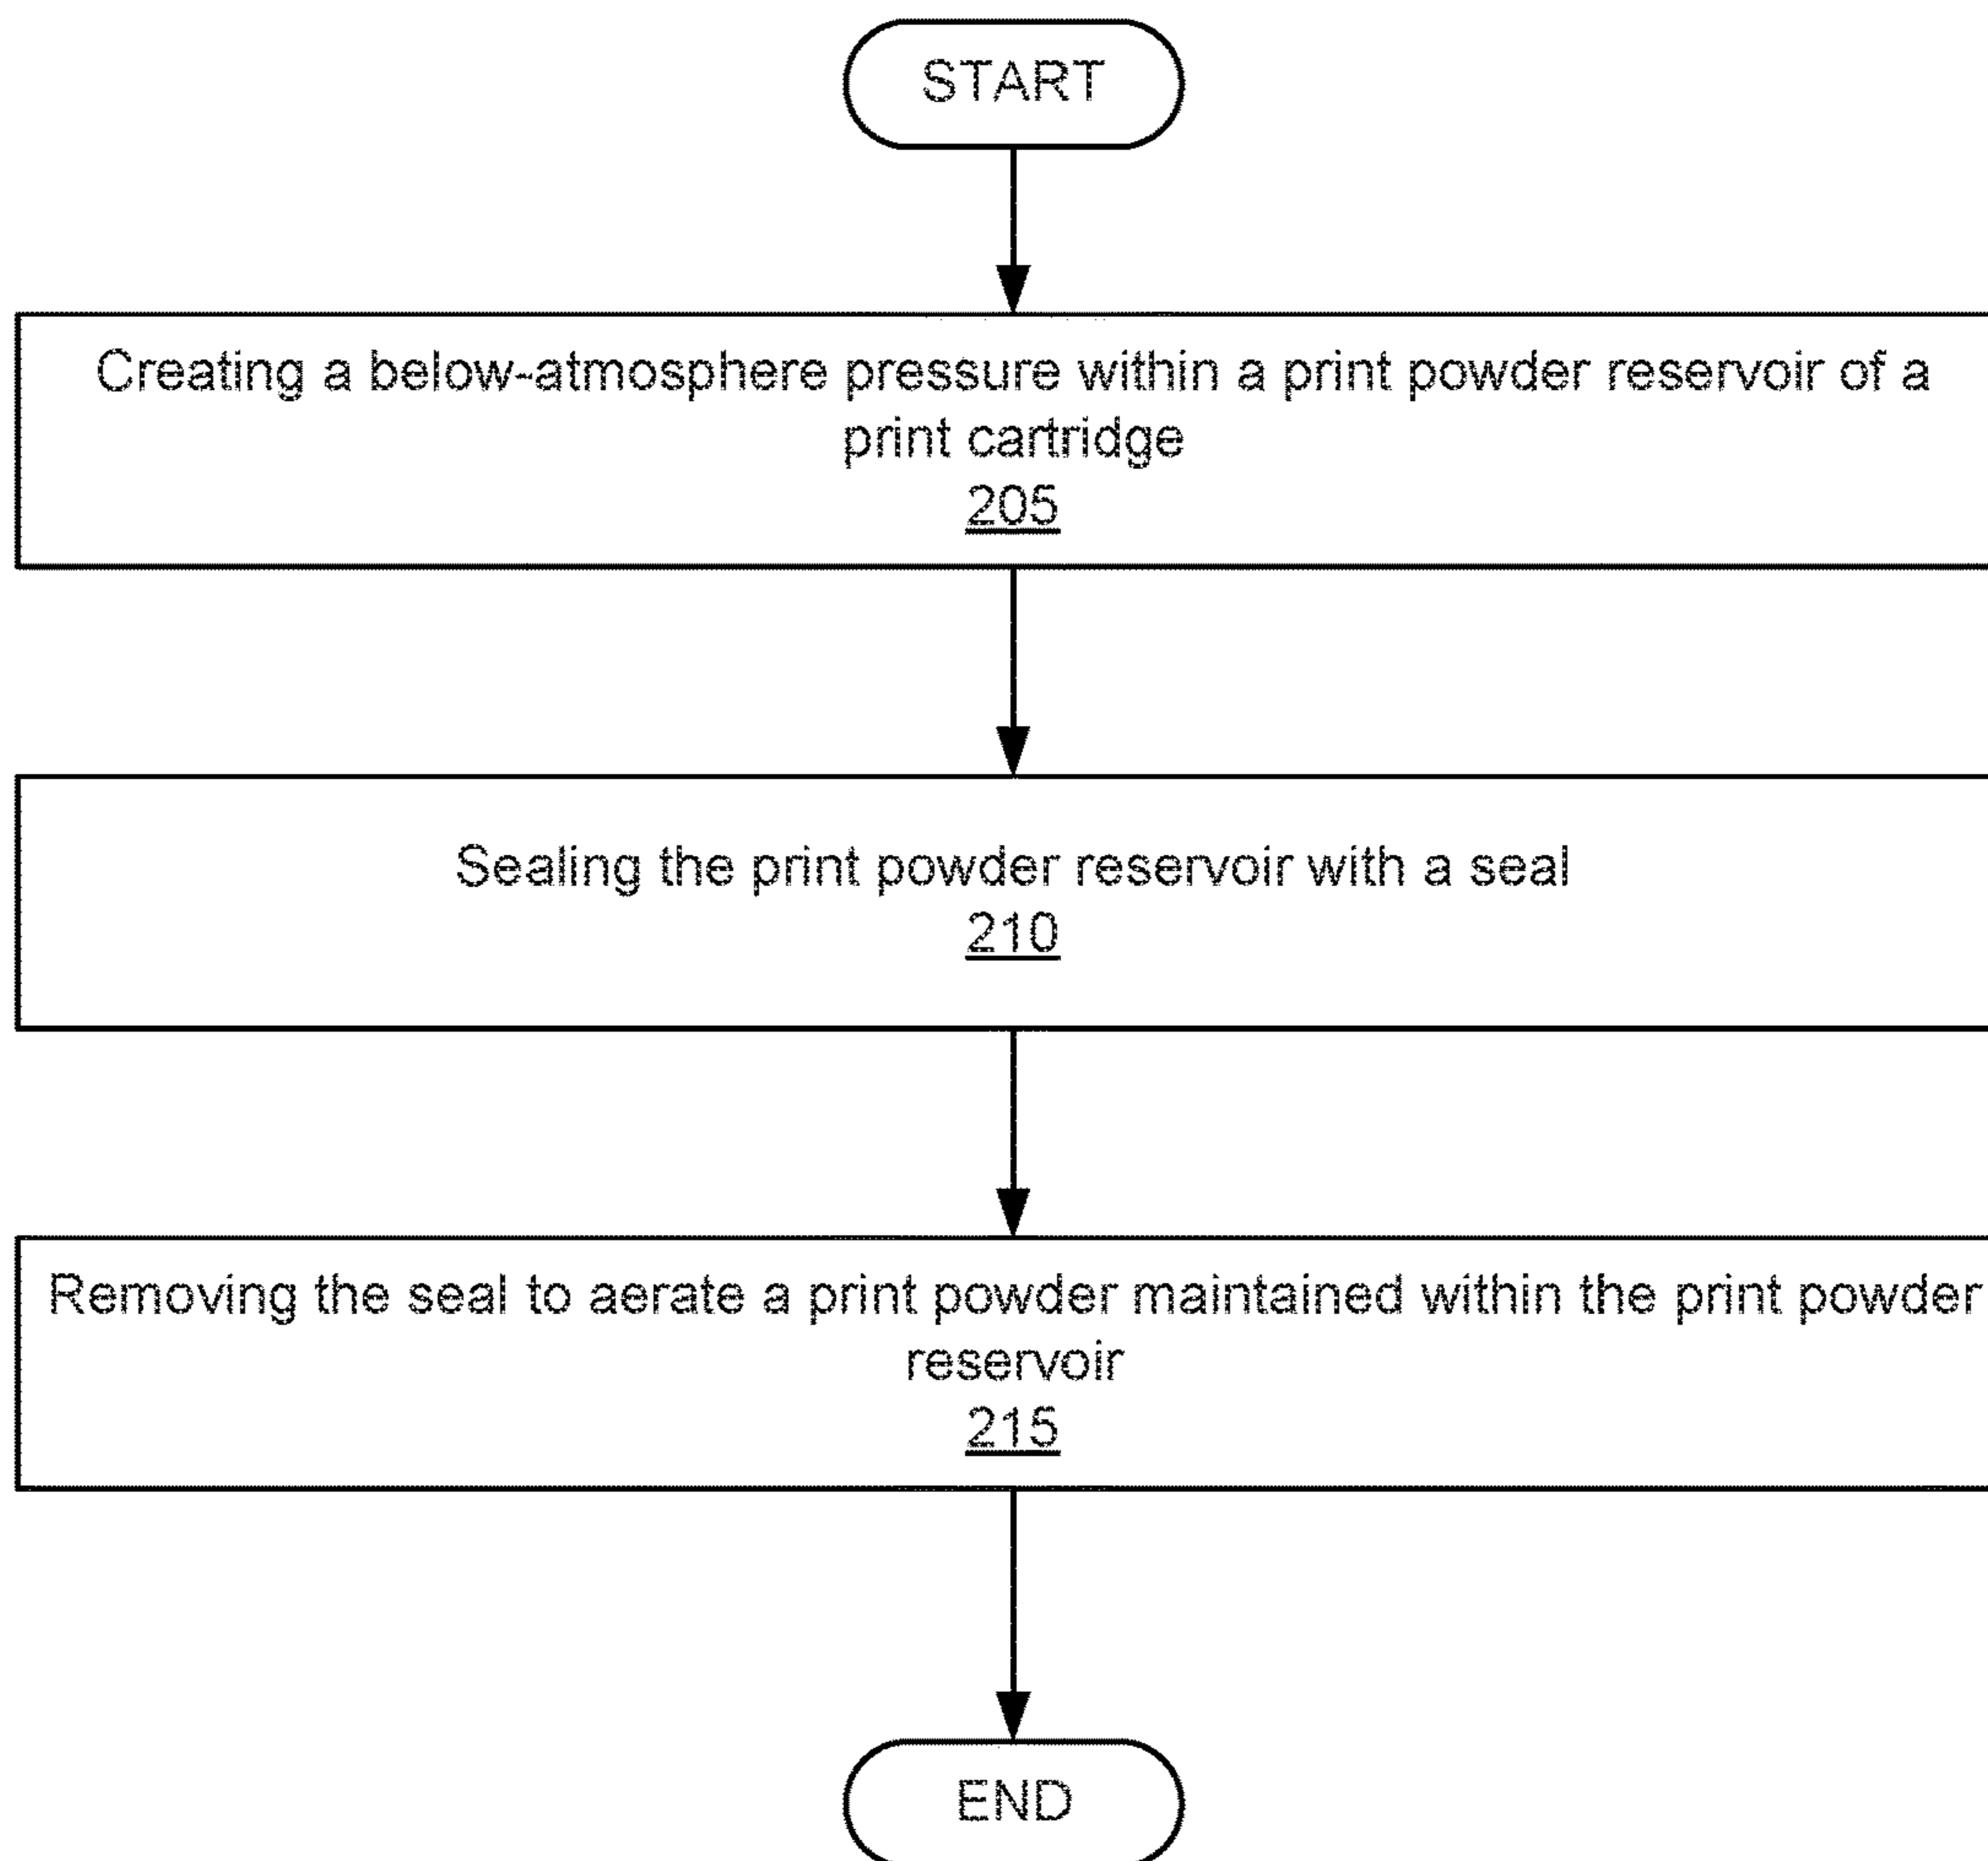 START
Creating a below-atmosphere pressure within a print powder reservoir of a
print cartridge
205
Sealing the print powder reservoir with a seal
210
Removing the seal to aerate a print powder maintained within the print powder
reservoir
215
END